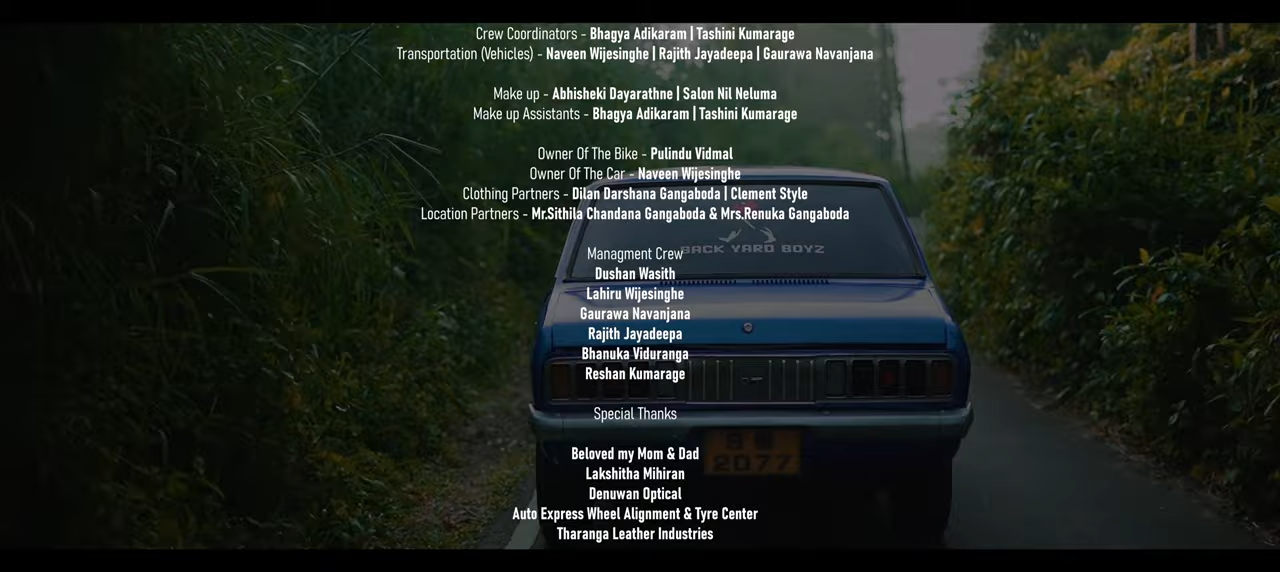 Crew Coordinators - Bhagya Adikaram | Tashini Kumarage
Transportation (Vehicles) - Naveen Wijesinghe | Rajith Jayadeepa | Gaurawa Navanjana
Make up - Abhisheki Dayarathne | Salon Nil Neluma
Make up Assistants - Bhagya Adikaram | Tashini Kumarage
Owner Of The Bike - Pulindu Vidmal
Owner Of The Car - Naveen Wijesinghe
Clothing Partners - Dilan Darshana Gangaboda | Clement Style
Location Partners - Mr.Sithila Chandana Gangaboda & Mrs.Renuka Gangaboda
BACK YARD BOYZ
Managment Crew
Dushan Wasith
Lahiru Wijesinghe
Gaurawa Navanjana
Rajith Jayadeepa
Bhanuka Viduranga
Reshan Kumarage
Special Thanks
Beloved my Mom & Dad
Lakshitha Mihiran
Denuwan Optical
Auto Express Wheel Alignment & Tyre Center
Tharanga Leather Industries
2077